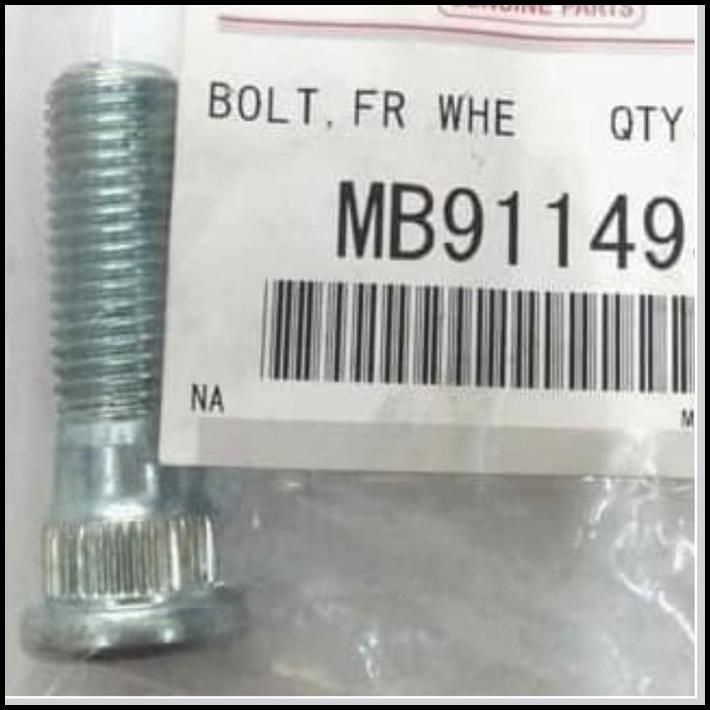 GENUINE PARTS
BOLT, FR WHE QTY
MB91149
NA
M